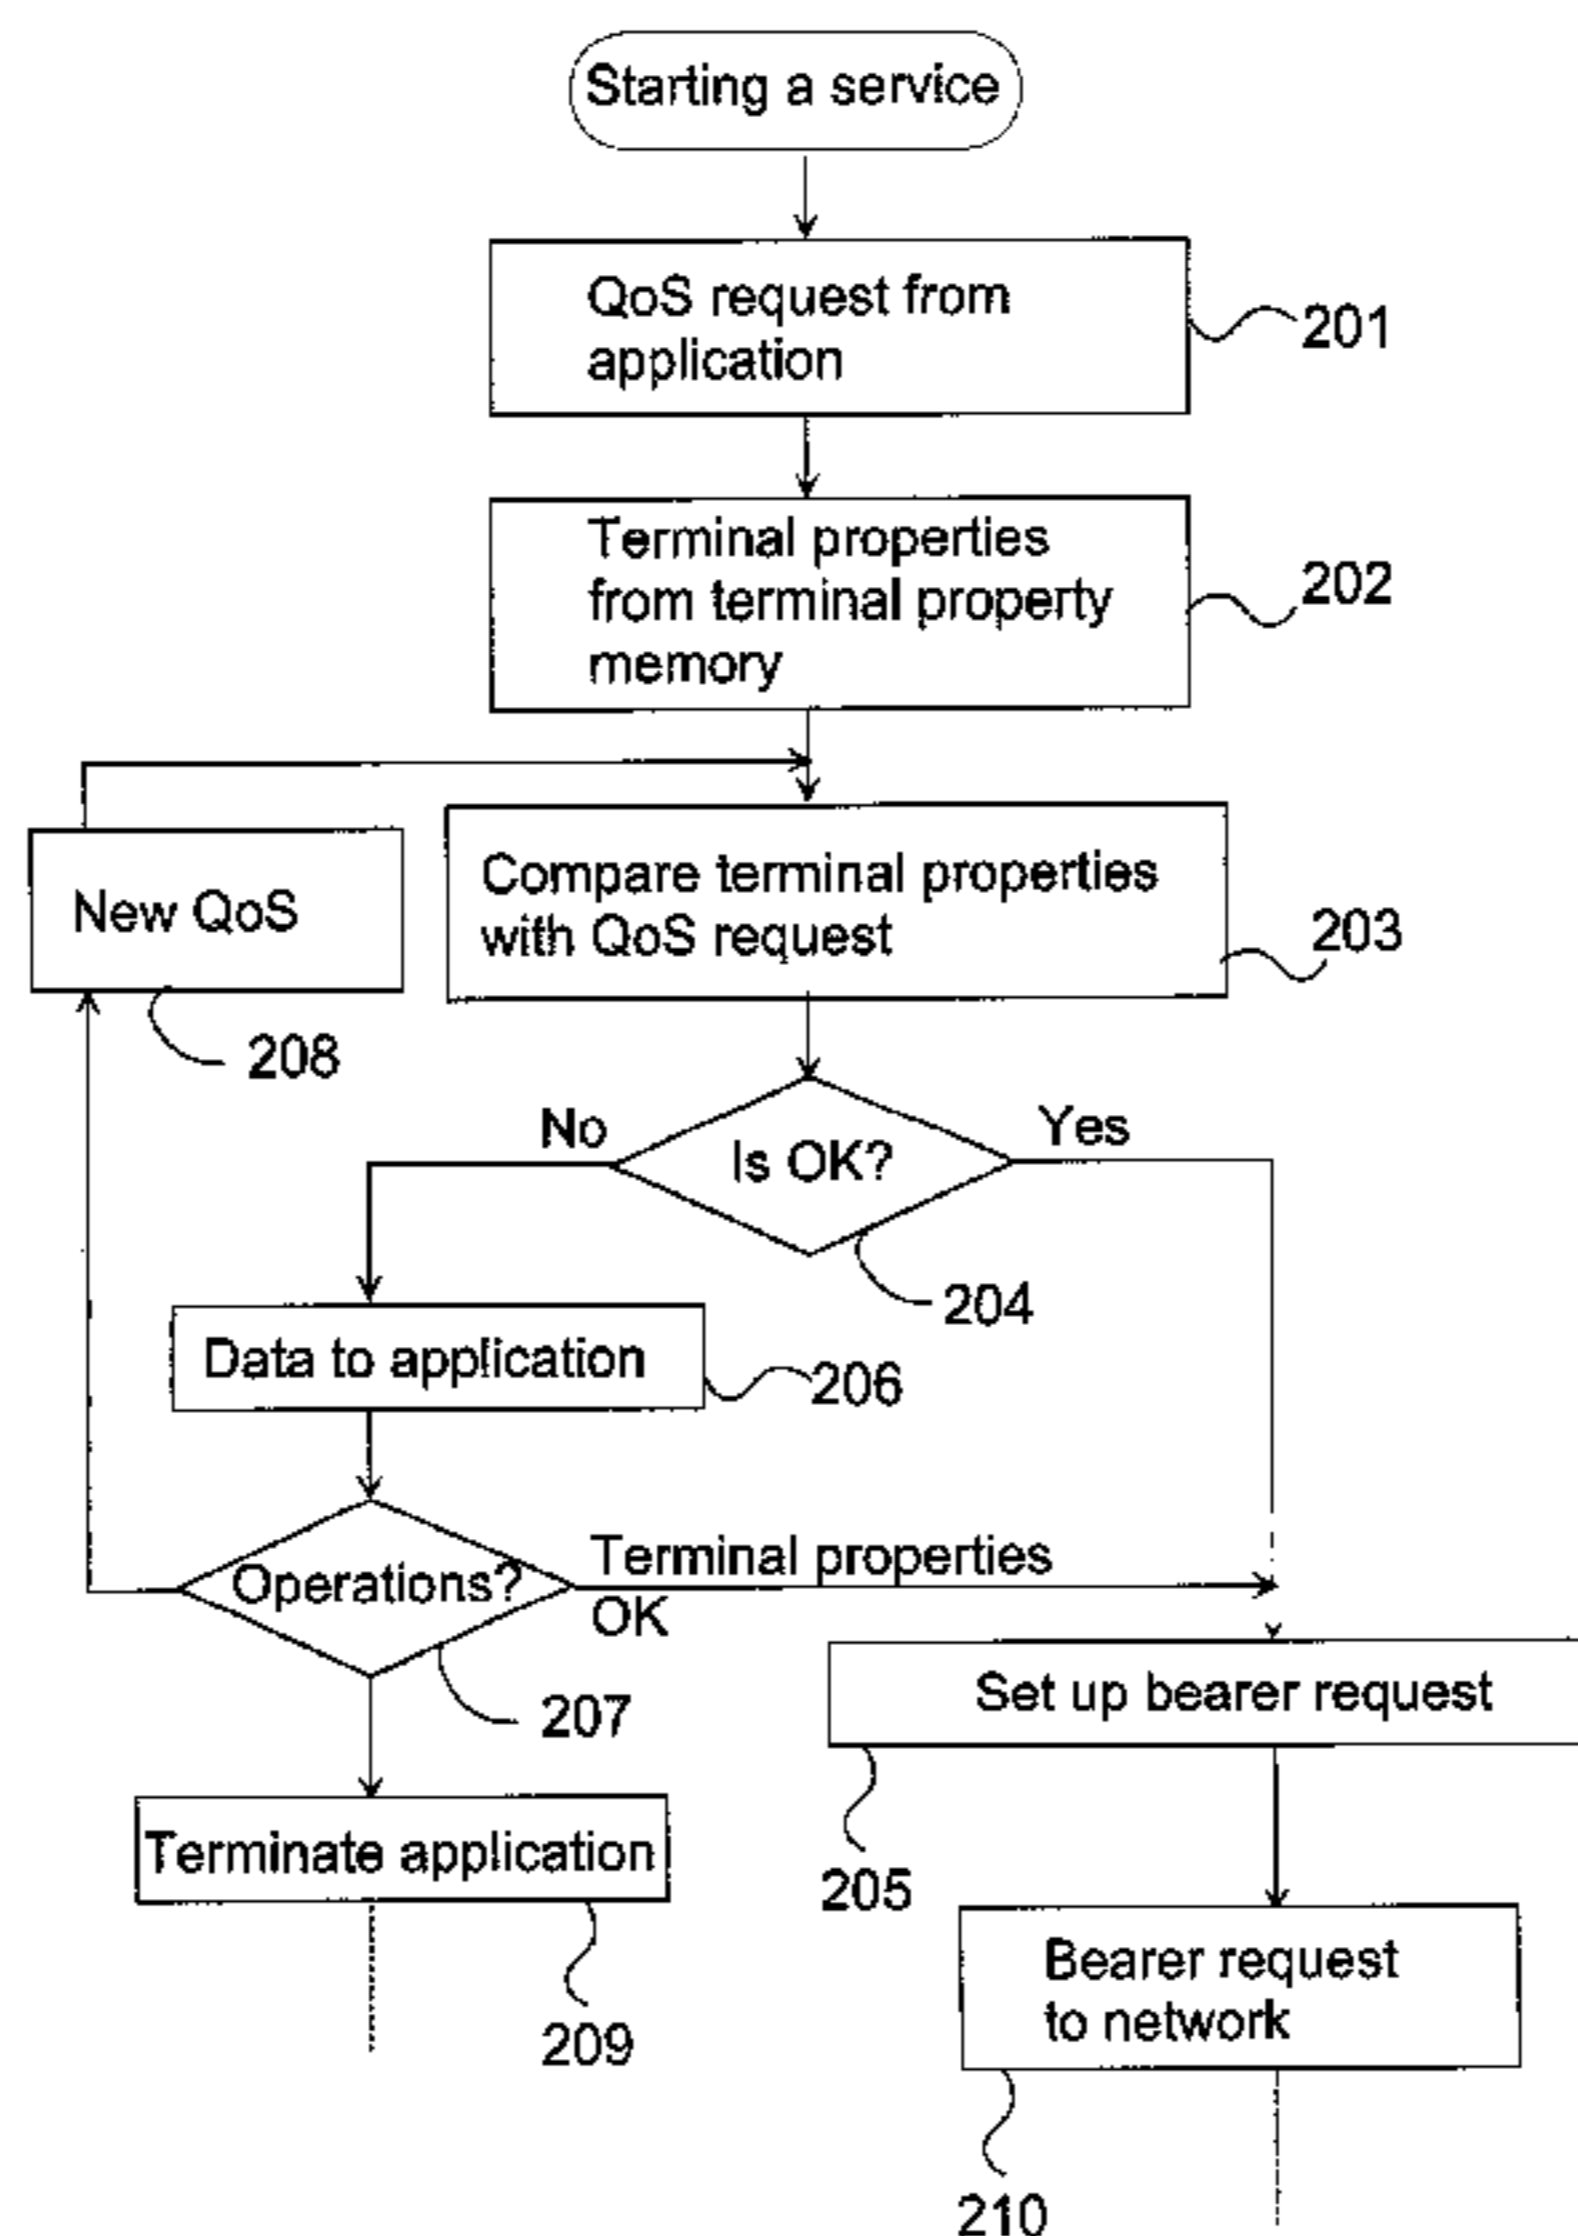 Starting a service
QoS request from
application
201
Terminal properties
from terminal property
memory
202
New QoS
208
Compare terminal properties
with QoS request
203
No
Is OK?
Yes
204
Data to application
206
Operations?
Terminal properties
OK
207
Set up bearer request
205
Terminate application
209
Bearer request
to network
210